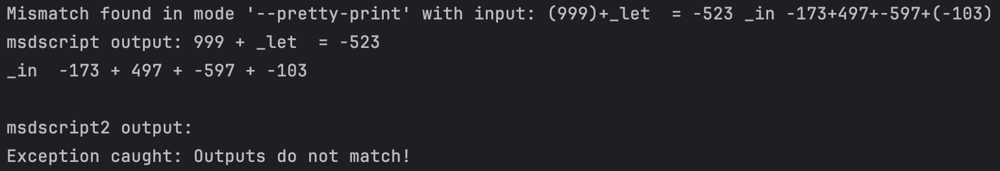 Mismatch found in mode '--pretty-print' with input: (999)+_let  = -523 _in -173+497+-597+(-103)
msdscript output: 999 + _let  = -523
_in  -173 + 497 + -597 + -103
msdscript2 output:
Exception caught: Outputs do not match!